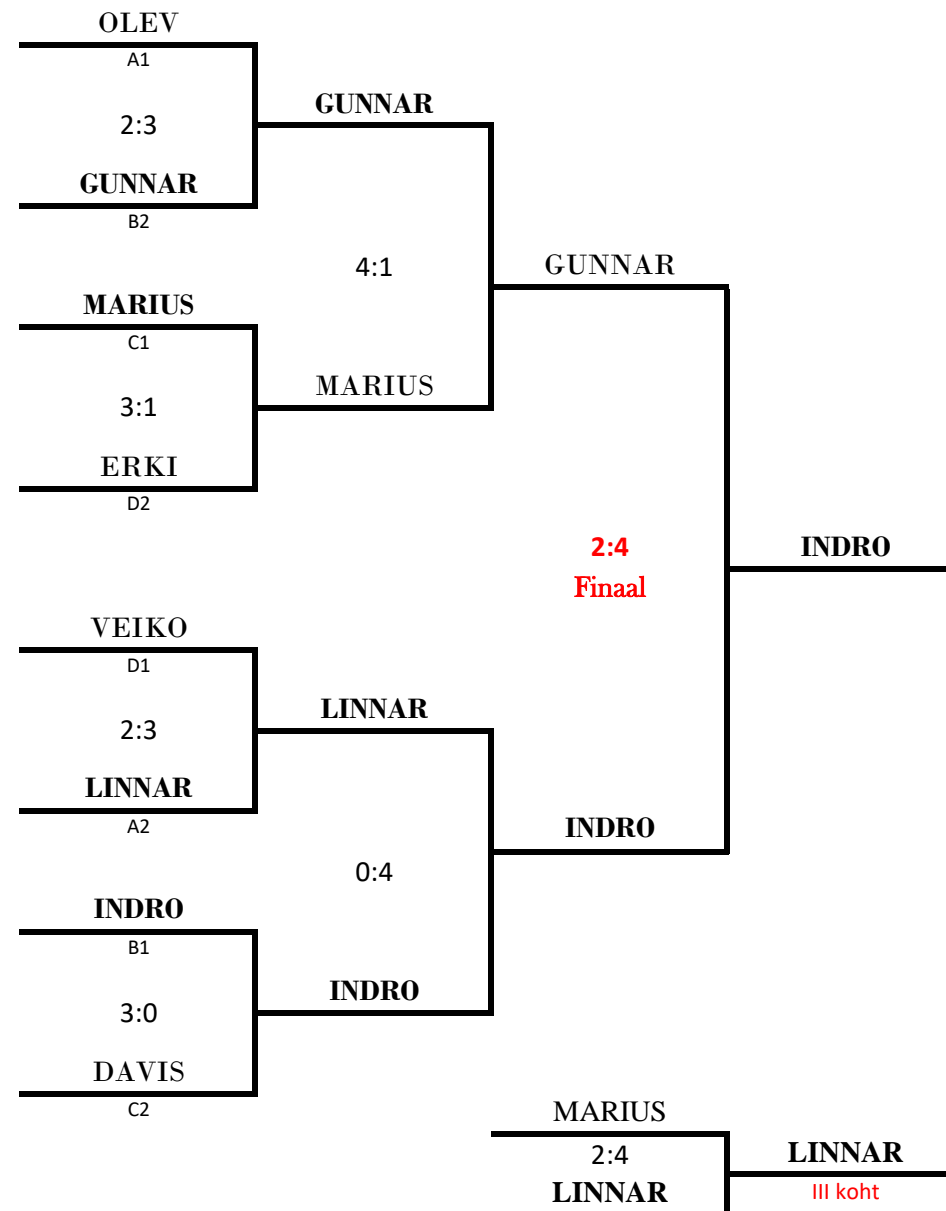 OLEV
A1
GUNNAR
2:3
GUNNAR
B2
4:1
GUNNAR
MARIUS
C1
MARIUS
3:1
ERKI
D2
2:4
INDRO
Finaal
VEIKO
D1
LINNAR
2:3
LINNAR
A2
INDRO
0:4
INDRO
B1
INDRO
3:0
DAVIS
C2
MARIUS
2:4
LINNAR
LINNAR
III koht